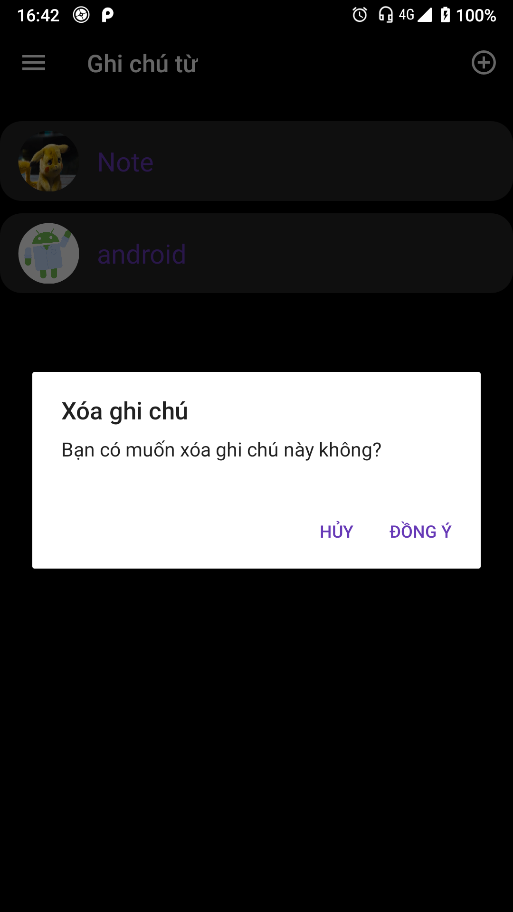 16:42 4G 100%
Ghi chú từ
Note
android
Xóa ghi chú
Bạn có muốn xóa ghi chú này không?
HỦY ĐỒNG Ý